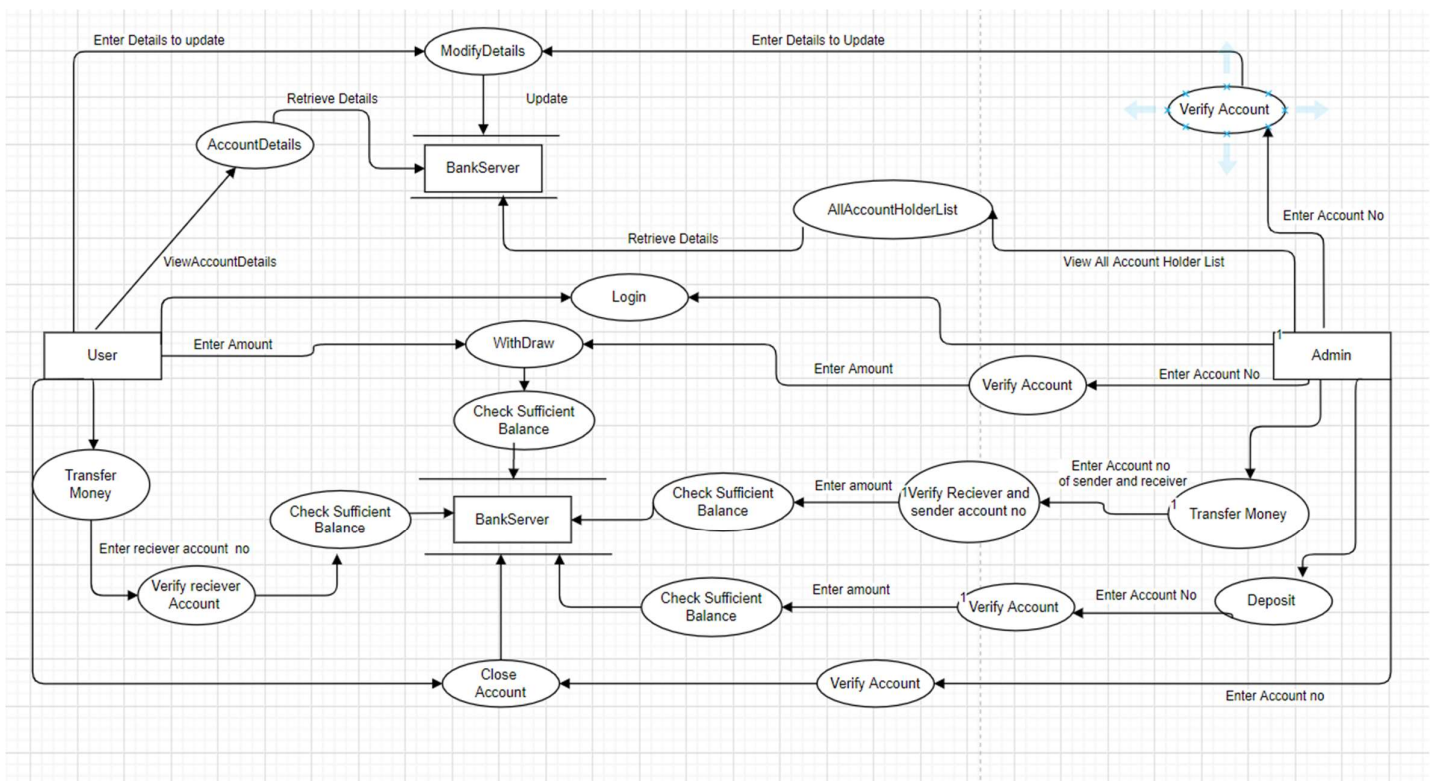 Enter Details to update
ModifyDetails
Enter Details to Update
Retrieve Details
Update
Verify Account
AccountDetails
BankServer
AllAccountHolderList
Enter Account No
Retrieve Details
ViewAccountDetails
View All Account Holder List
Login
User
Enter Amount
WithDraw
1
Admin
Enter Amount
Verify Account
Enter Account No
Check Sufficient
Balance
Transfer
Money
Enter Account no
of sender and receiver
Check Sufficient
Balance
BankServer
Check Sufficient
Balance
Enter amount
1
Verify Reciever and
sender account no
1
Transfer Money
Enter reciever account no
Verify reciever
Account
Check Sufficient
Balance
Enter amount
1
Verify Account
Enter Account No
Deposit
Close
Account
Verify Account
Enter Account no